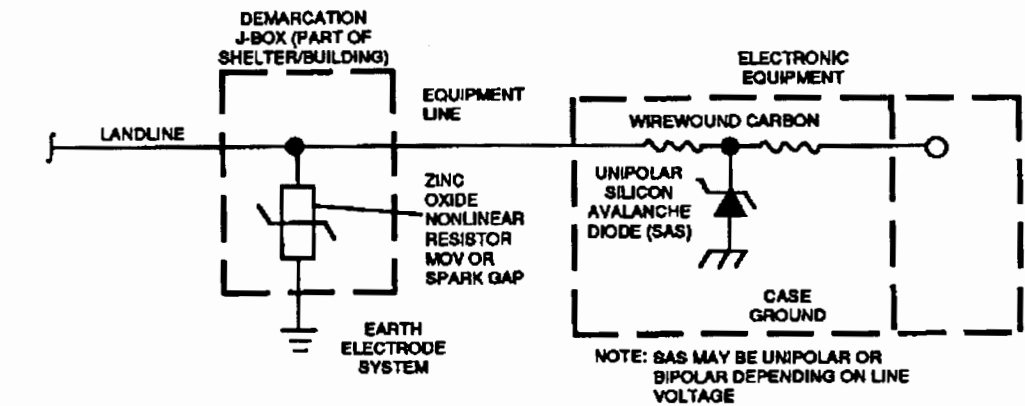 DEMARCATION
J-BOX (PART OF
SHELTER/BUILDING)
LANDLINE
EQUIPMENT
LINE
ZINC
OXIDE
NONLINEAR
RESISTOR
MOV OR
SPARK GAP
EARTH
ELECTRODE
SYSTEM
ELECTRONIC
EQUIPMENT
WIREWOUND CARBON
UNIPOLAR
SILICON
AVALANCHE
DIODE (SAS)
CASE
GROUND
NOTE: SAS MAY BE UNIPOLAR OR
BIPOLAR DEPENDING ON LINE
VOLTAGE